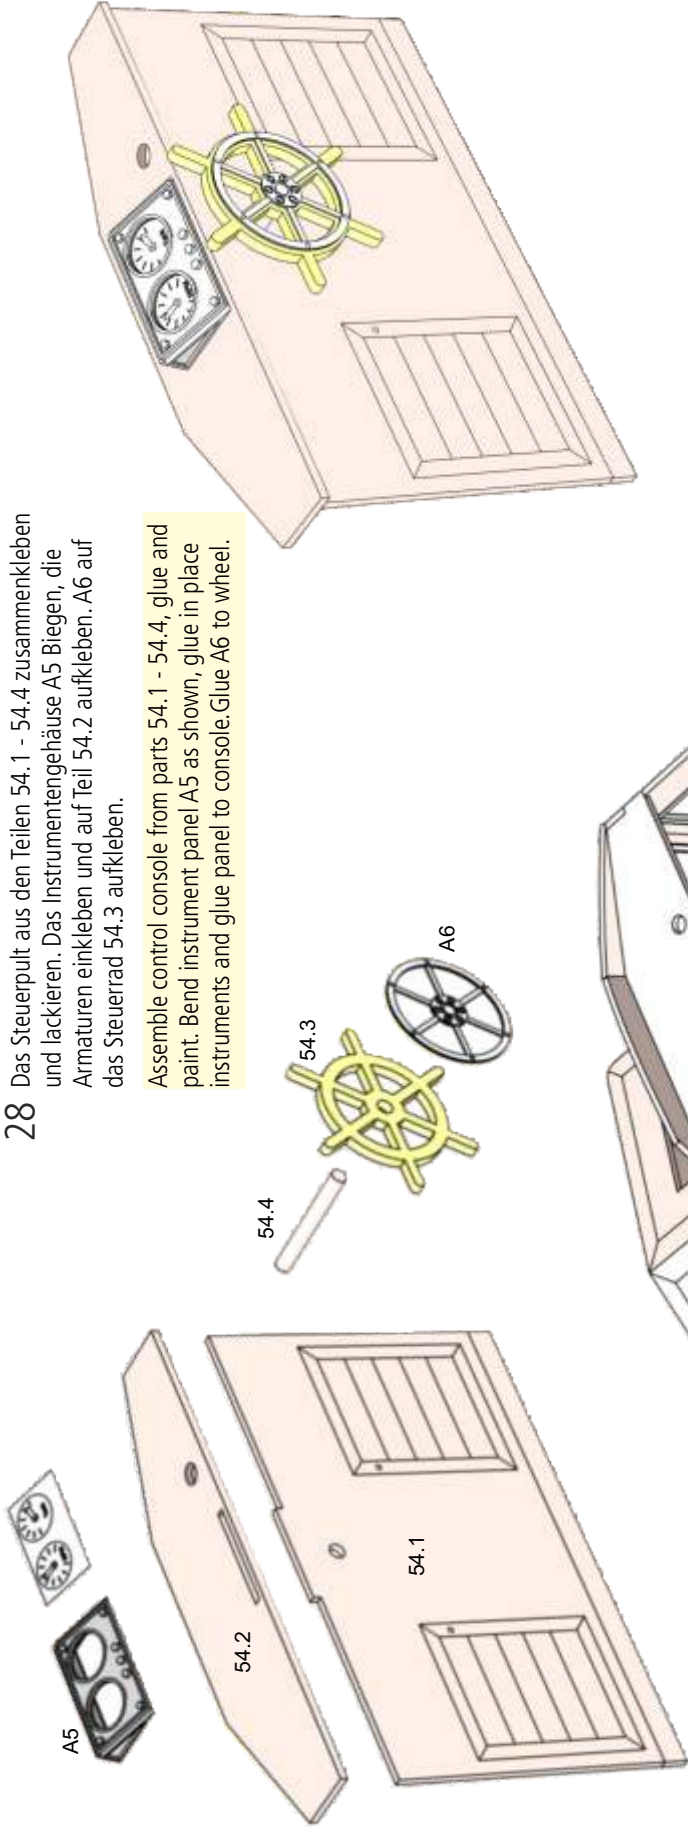 28
Das Steuerpult aus den Teilen 54.1 - 54.4 zusammenkleben
und lackieren. Das Instrumentengehäuse A5 Biegen, die
Armaturen einkleben und auf Teil 54.2 aufkleben. A6 auf
das Steuerrad 54.3 aufkleben.
Assemble control console from parts 54.1 - 54.4, glue and
paint. Bend instrument panel A5 as shown, glue in place
instruments and glue panel to console.Glue A6 to wheel.
A5
54.2
54.1
54.4
54.3
A6